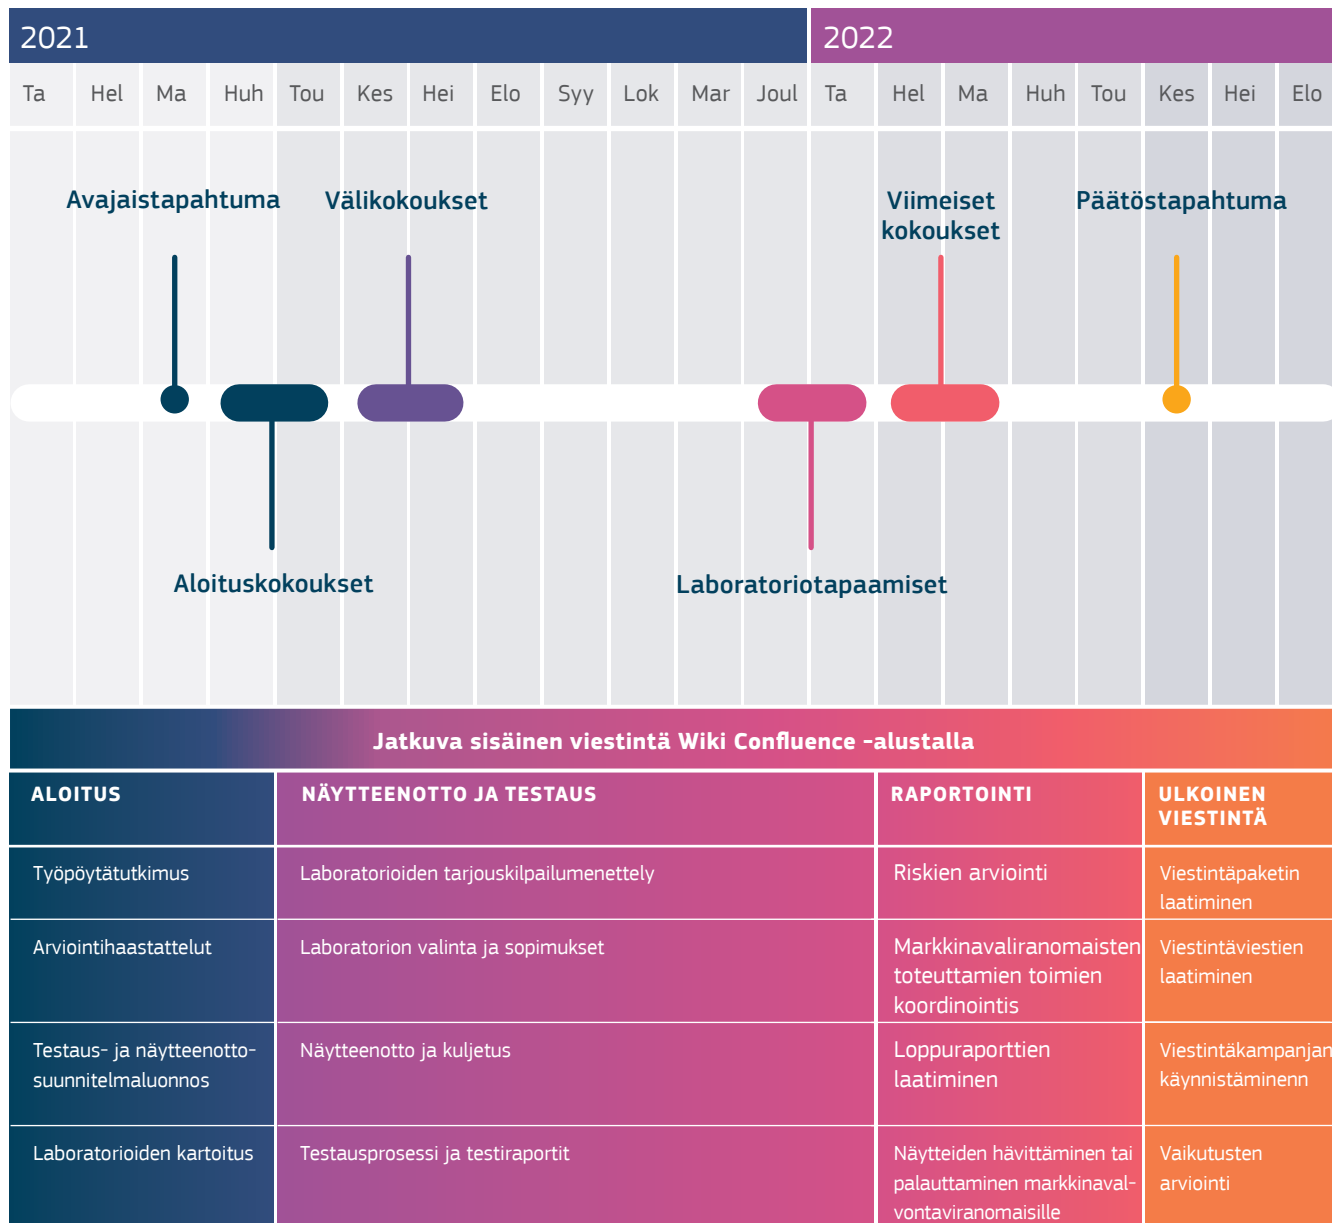 2021
2022
Ta Hel Ma Huh Tou Kes Hei Elo Syy Lok Mar Joul Ta Hel Ma Huh Tou Kes Hei Elo
Avajaistapahtuma
Välikokoukset
Viimeiset
kokoukset
Päätöstapahtuma
Aloituskokoukset
Laboratoriotapaamiset
Jatkuva sisäinen viestintä Wiki Confluence -alustalla
ALOITUS
Työpöytätutkimus
Arviointihaastattelut
Testaus- ja näytteenotto-
suunnitelmaluonnos
Laboratorioiden kartoitus
NÄYTTEENOTTO JA TESTAUS
Laboratorioiden tarjouskilpailumenettely
Laboratorion valinta ja sopimukset
Näytteenotto ja kuljetus
Testausprosessi ja testiraportit
RAPORTOINTI
Riskien arviointi
Markkinavaliranomaisten
toteuttamien toimien
koordinointis
Loppuraporttien
laatiminen
Näytteiden hävittäminen tai
palauttaminen markkinaval-
vontaviranomaisille
ULKOINEN
VIESTINTÄ
Viestintäpaketin
laatiminen
Viestintäviestien
laatiminen
Viestintäkampanjan
käynnistäminenn
Vaikutusten
arviointi